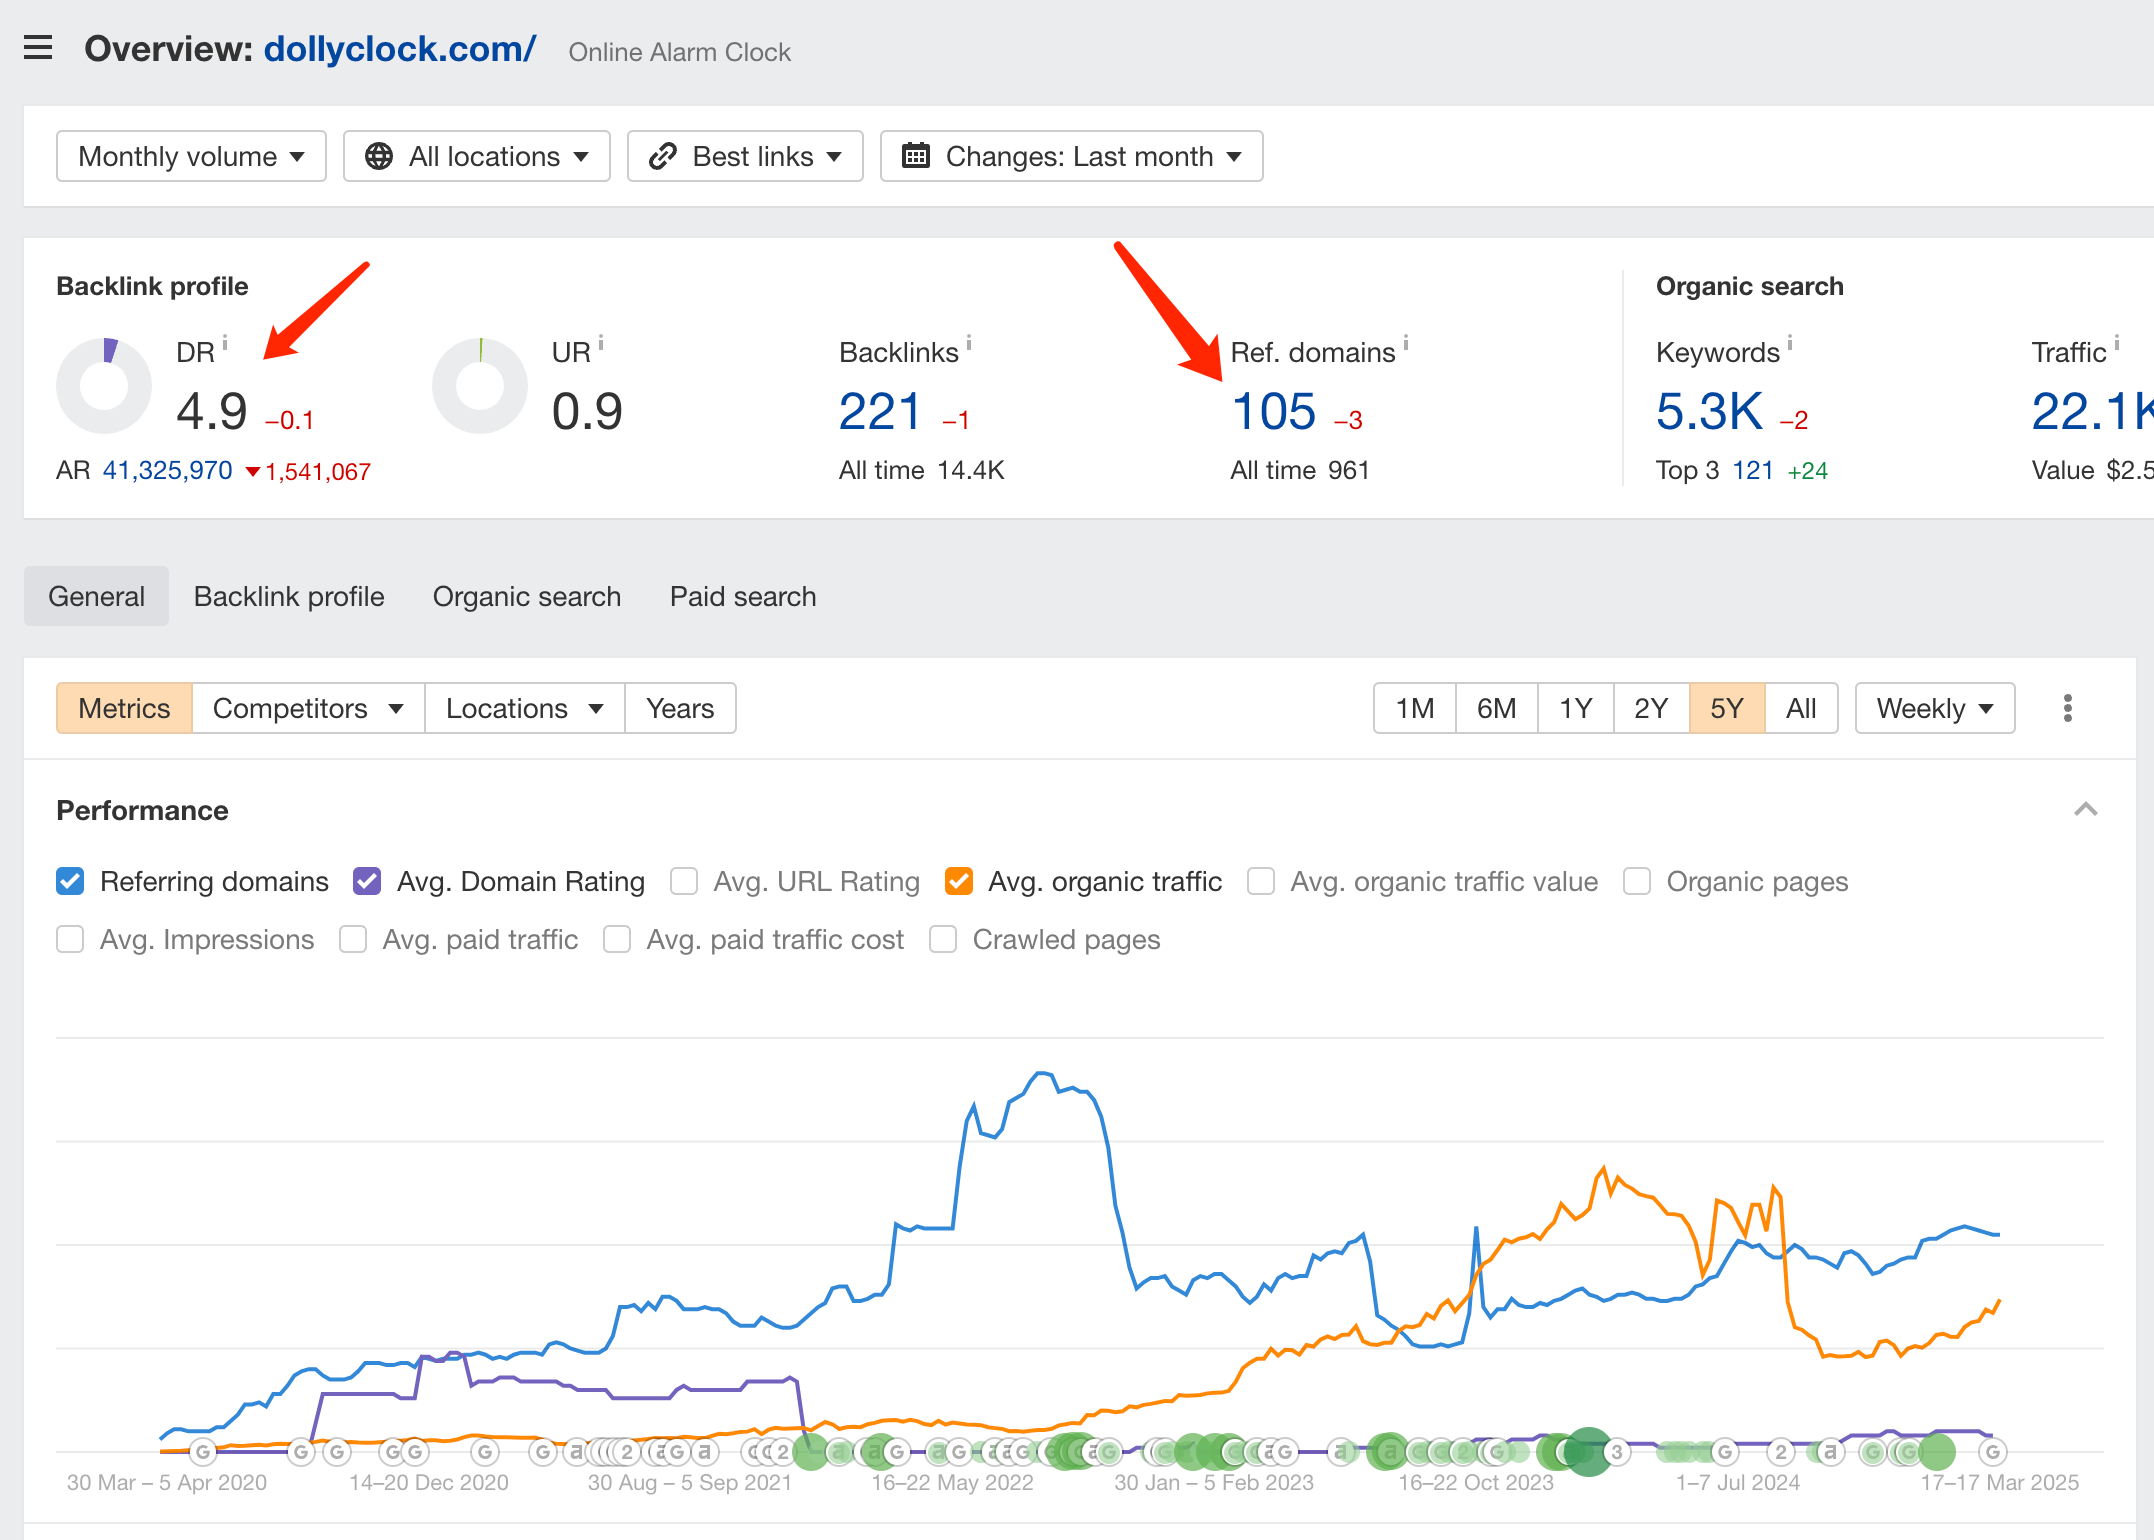 Overview: dollyclock.com/ Online Alarm Clock
Monthly volume All locations Best links Changes: Last month
Backlink profile
DR
4.9 −0.1
AR 41,325,970 1,541,067
UR
0.9
Backlinks
221 −1
All time 14.4K
Ref. domains
105 −3
All time 961
Organic search
Keywords
5.3K −2
Top 3 121 +24
Traffic
22.1K
Value $2.5
General Backlink profile Organic search Paid search
Metrics Competitors Locations Years 1M 6M 1Y 2Y 5Y All Weekly
Performance
Referring domains Avg. Domain Rating Avg. URL Rating Avg. organic traffic Avg. organic traffic value Organic pages
Avg. Impressions Avg. paid traffic Avg. paid traffic cost Crawled pages
30 Mar – 5 Apr 2020 14–20 Dec 2020 30 Aug – 5 Sep 2021 16–22 May 2022 30 Jan – 5 Feb 2023 16–22 Oct 2023 1–7 Jul 2024 17–17 Mar 2025